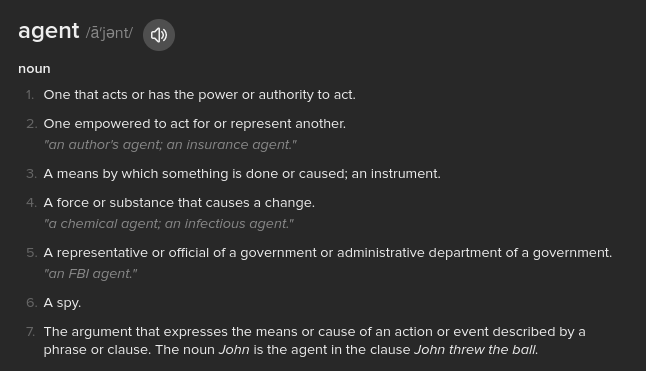 agent /ā′jənt/
noun
1. One that acts or has the power or authority to act.
2. One empowered to act for or represent another.
"an author's agent; an insurance agent."
3. A means by which something is done or caused; an instrument.
4. A force or substance that causes a change.
"a chemical agent; an infectious agent."
5. A representative or official of a government or administrative department of a government.
"an FBI agent."
6. A spy.
7. The argument that expresses the means or cause of an action or event described by a
phrase or clause. The noun John is the agent in the clause John threw the ball.